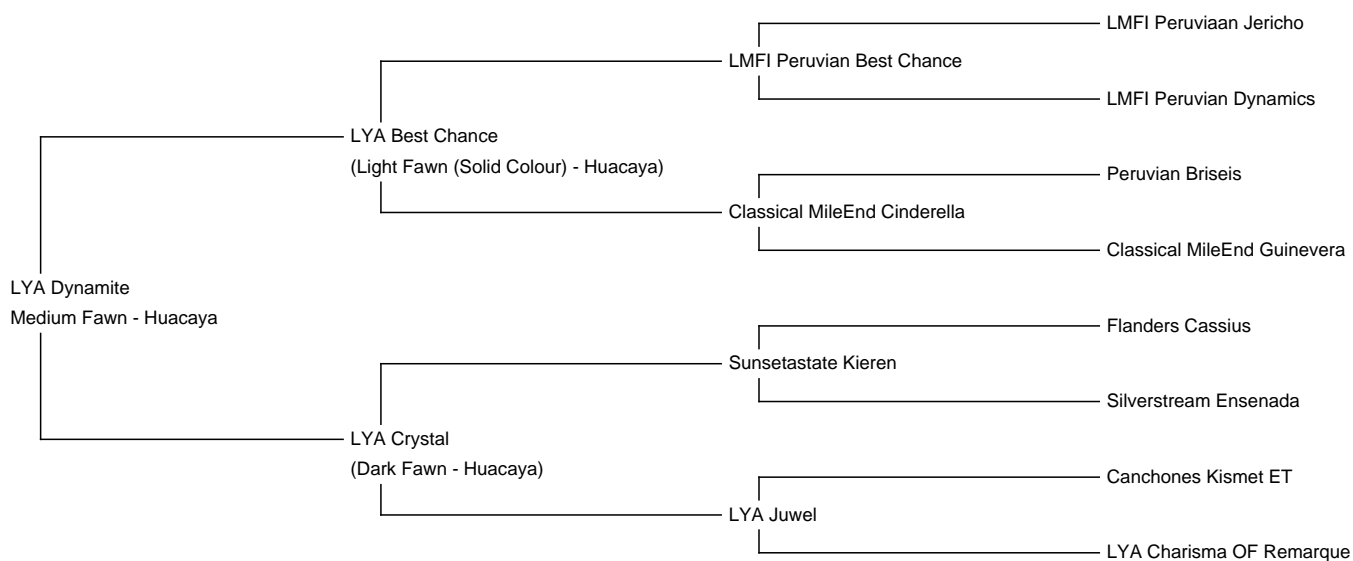 LMFI Peruviaan Jericho
LMFI Peruvian Best Chance
LMFI Peruvian Dynamics
LYA Best Chance
(Light Fawn (Solid Colour) - Huacaya)
Peruvian Briseis
Classical MileEnd Cinderella
Classical MileEnd Guinevera
LYA Dynamite
Medium Fawn - Huacaya
Flanders Cassius
Sunsetastate Kieren
Silverstream Ensenada
LYA Crystal
(Dark Fawn - Huacaya)
Canchones Kismet ET
LYA Juwel
LYA Charisma OF Remarque